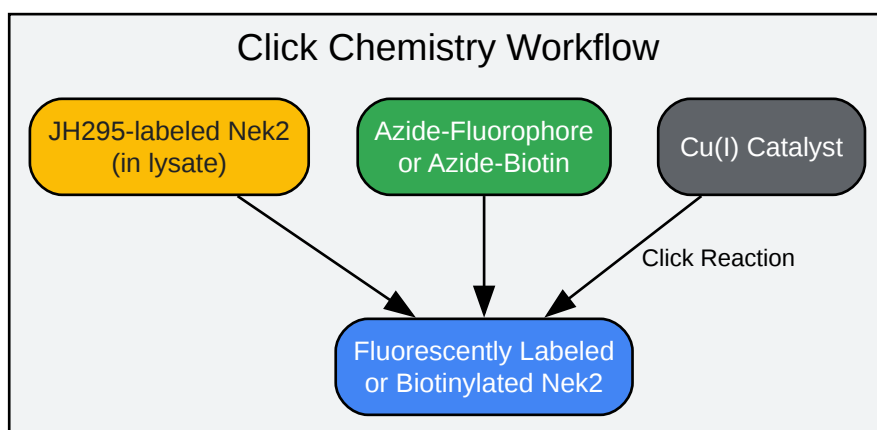 Click Chemistry Workflow
JH295-labeled Nek2
(in lysate)
Azide-Fluorophore
or Azide-Biotin
Cu(I) Catalyst
Click Reaction
Fluorescently Labeled
or Biotinylated Nek2